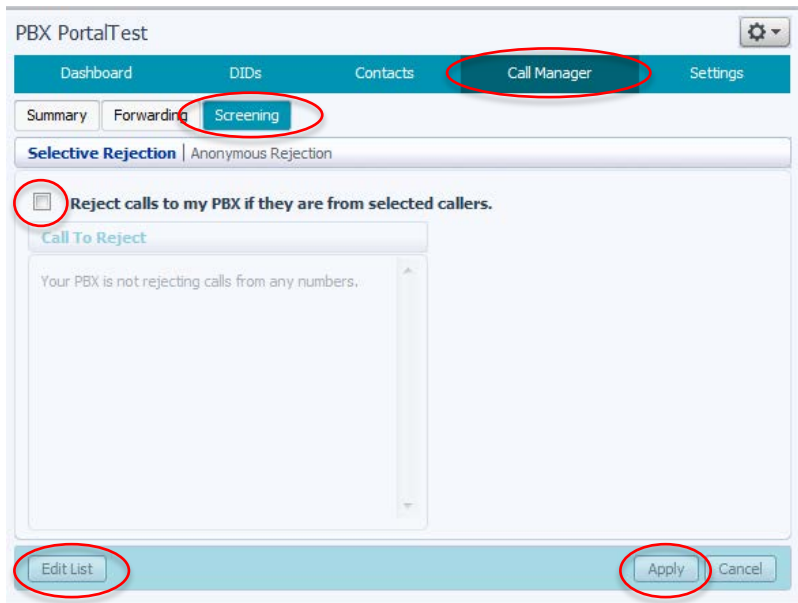 PBX PortalTest
Dashboard DIDs Contacts Call Manager Settings
Summary Forwarding Screening
Selective Rejection | Anonymous Rejection
Reject calls to my PBX if they are from selected callers.
Call To Reject
Your PBX is not rejecting calls from any numbers.
Edit List Apply Cancel